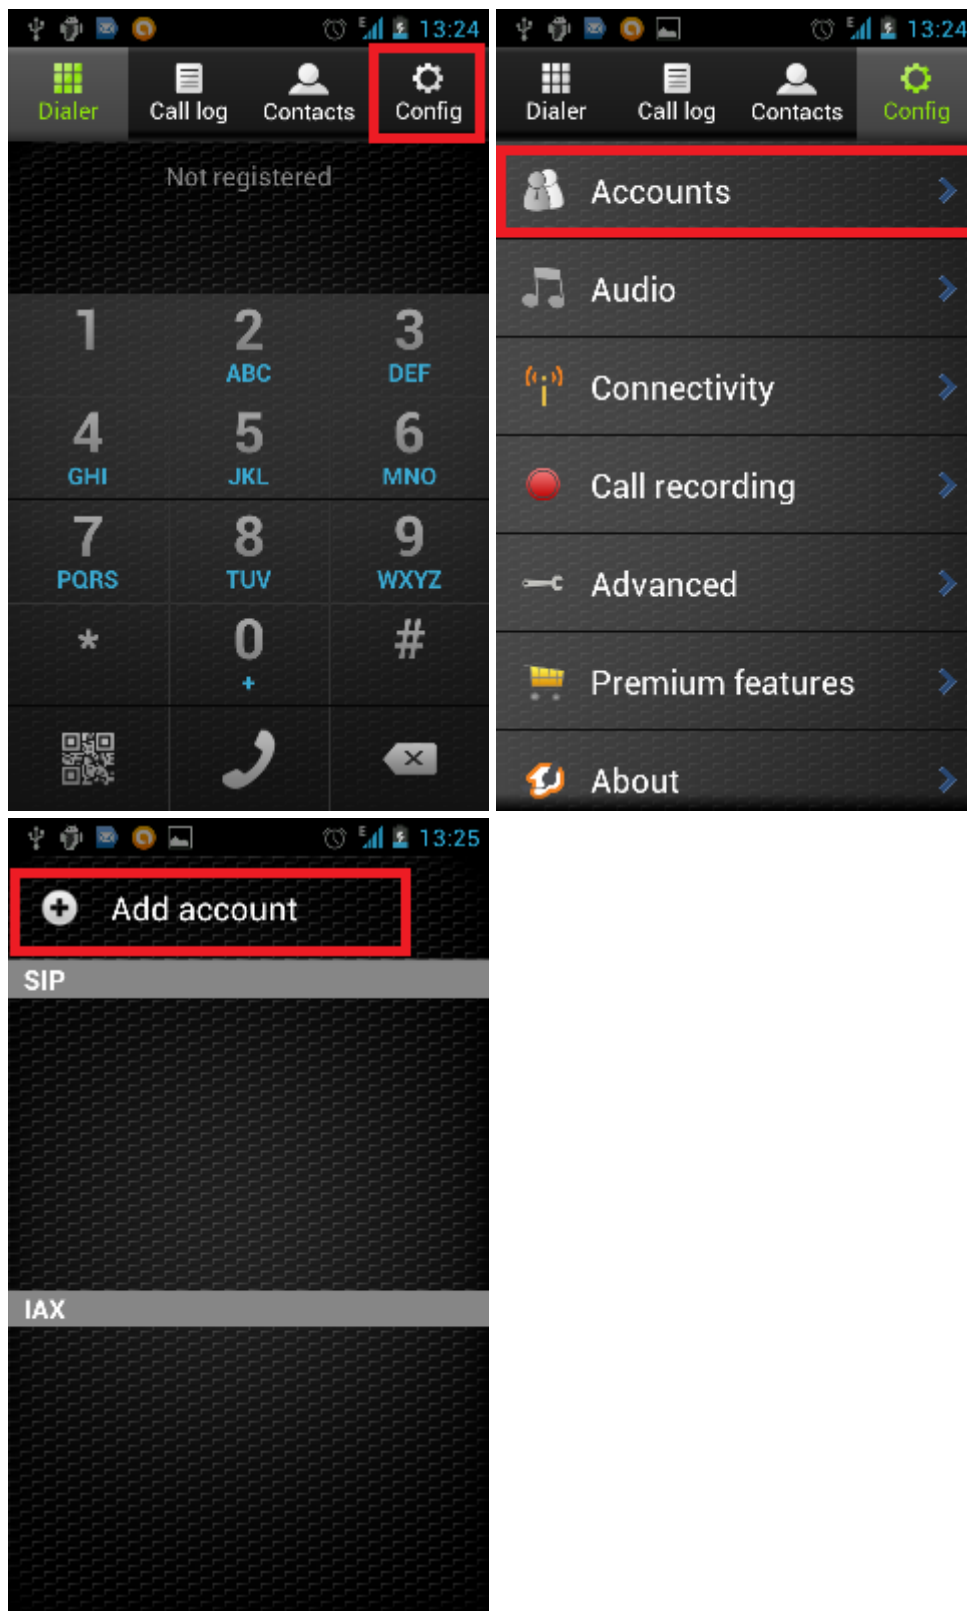 13:24
Dialer Call log Contacts Config
Not registered
1 2 3
ABC DEF
4 5 6
GHI JKL MNO
7 8 9
PQRS TUV WXYZ
* 0 #
+
13:24
Dialer Call log Contacts Config
Accounts
Audio
Connectivity
Call recording
Advanced
Premium features
About
13:25
Add account
SIP
IAX